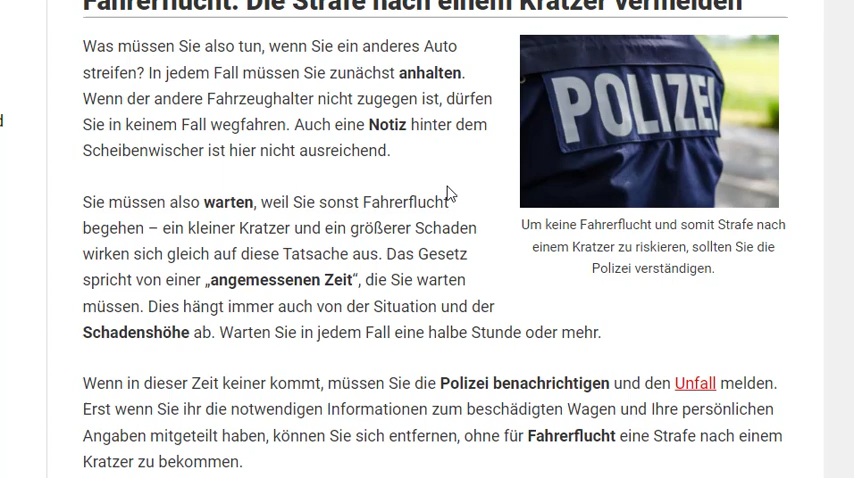 Fahrerflucht: Die Strafe nach einem Kratzer vermeiden
Was müssen Sie also tun, wenn Sie ein anderes Auto
streifen? In jedem Fall müssen Sie zunächst anhalten.
Wenn der andere Fahrzeughalter nicht zugegen ist, dürfen
Sie in keinem Fall wegfahren. Auch eine Notiz hinter dem
Scheibenwischer ist hier nicht ausreichend.
Sie müssen also warten, weil Sie sonst Fahrerflucht
begehen – ein kleiner Kratzer und ein größerer Schaden
wirken sich gleich auf diese Tatsache aus. Das Gesetz
spricht von einer „angemessenen Zeit“, die Sie warten
müssen. Dies hängt immer auch von der Situation und der
Schadenshöhe ab. Warten Sie in jedem Fall eine halbe Stunde oder mehr.
POLIZEI
Um keine Fahrerflucht und somit Strafe nach
einem Kratzer zu riskieren, sollten Sie die
Polizei verständigen.
Wenn in dieser Zeit keiner kommt, müssen Sie die Polizei benachrichtigen und den Unfall melden.
Erst wenn Sie ihr die notwendigen Informationen zum beschädigten Wagen und Ihre persönlichen
Angaben mitgeteilt haben, können Sie sich entfernen, ohne für Fahrerflucht eine Strafe nach einem
Kratzer zu bekommen.